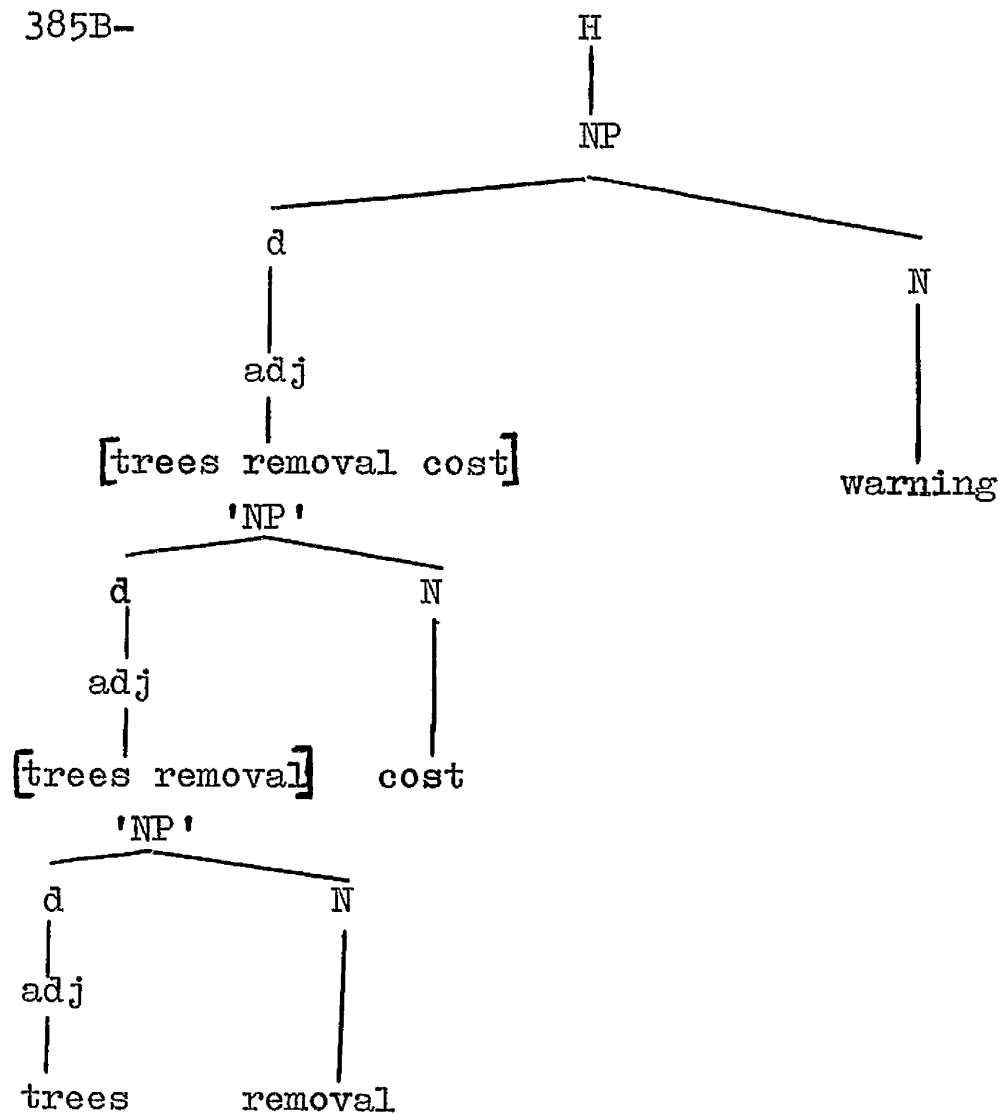 385B-
H
NP
d
N
adj
[trees removal cost]
warning
'NP'
d N
adj
[trees removal] cost
'NP'
d N
adj
trees removal